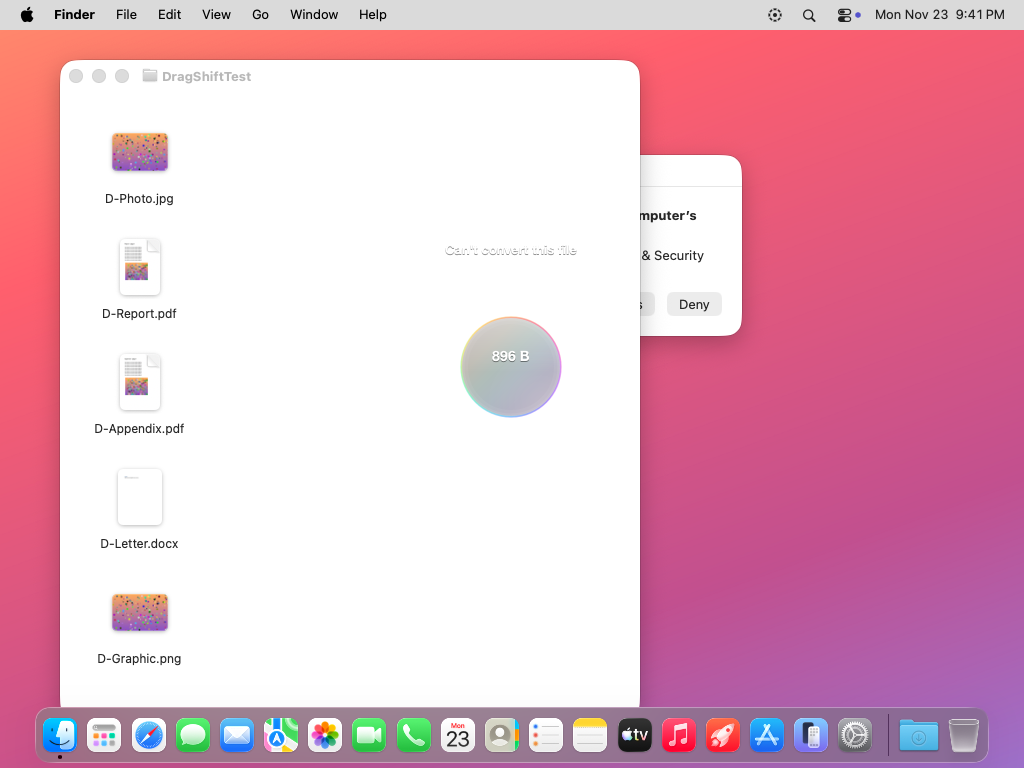 Finder File Edit View Go Window Help
Mon Nov 23 9:41 PM
DragShiftTest
D-Photo.jpg
D-Report.pdf
D-Appendix.pdf
D-Letter.docx
D-Graphic.png
Can't convert this file
896 B
mputer’s
& Security
Deny
Mon
23
tv